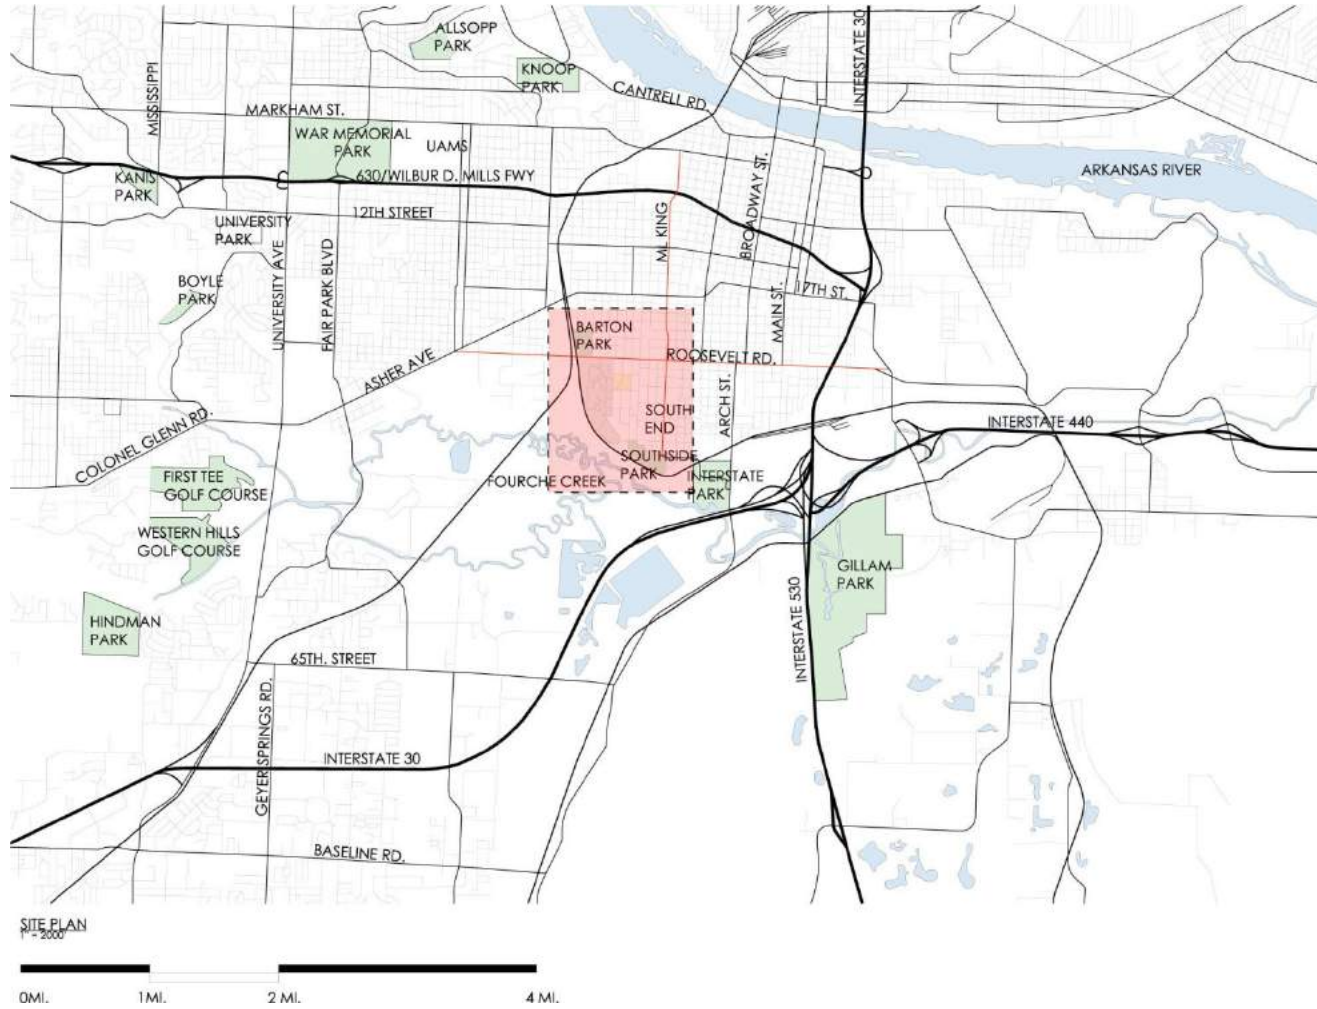 ALLSOPP
PARK
KNOOP
PARK
CANTRELL RD.
INTERSTATE 30
MISSISSIPPI
MARKHAM ST.
WAR MEMORIAL
PARK
UAMS
ARKANSAS RIVER
KANIS
PARK
630/WILBUR D. MILLS FWY
BROADWAY ST.
12TH STREET
UNIVERSITY
PARK
ML KING
UNIVERSITY AVE
FAIR PARK BLVD
BOYLE
PARK
MAIN ST.
17TH ST.
BARTON
PARK
ROOSEVELT RD.
ASHER AVE
ARCH ST.
SOUTH
END
INTERSTATE 440
COLONEL GLENN RD.
SOUTHSIDE
PARK
FIRST TEE
GOLF COURSE
FOURCHE CREEK
INTERSTATE
PARK
WESTERN HILLS
GOLF COURSE
GILLAM
PARK
INTERSTATE 530
HINDMAN
PARK
65TH. STREET
GEYER SPRINGS RD.
INTERSTATE 30
BASELINE RD.
SITE PLAN
1" = 2000'
0MI. 1MI. 2 MI. 4 MI.